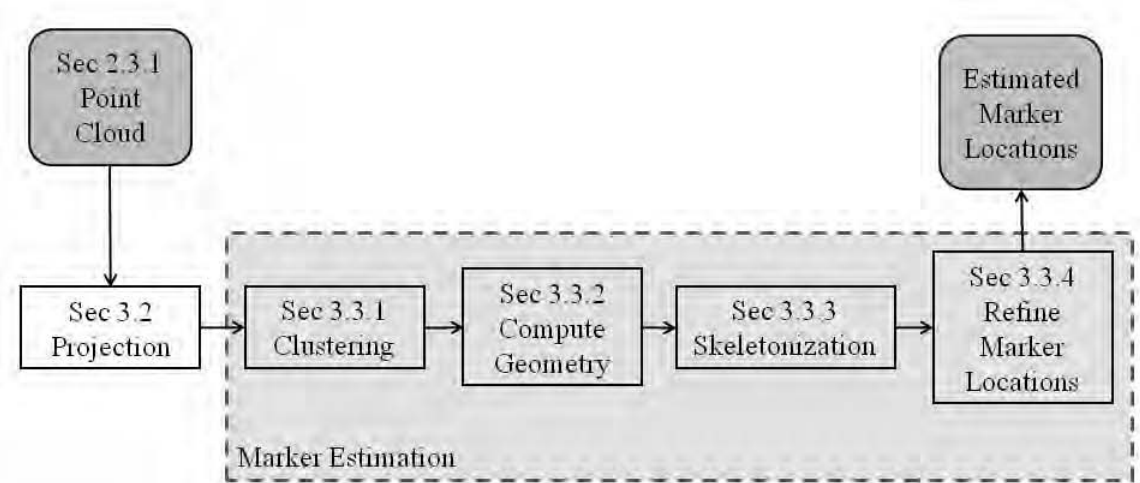 Sec 2.3.1
Point
Cloud
Estimated
Marker
Locations
Sec 3.2
Projection
Sec 3.3.1
Clustering
Sec 3.3.2
Compute
Geometry
Sec 3.3.3
Skeletonization
Sec 3.3.4
Refine
Marker
Locations
Marker Estimation